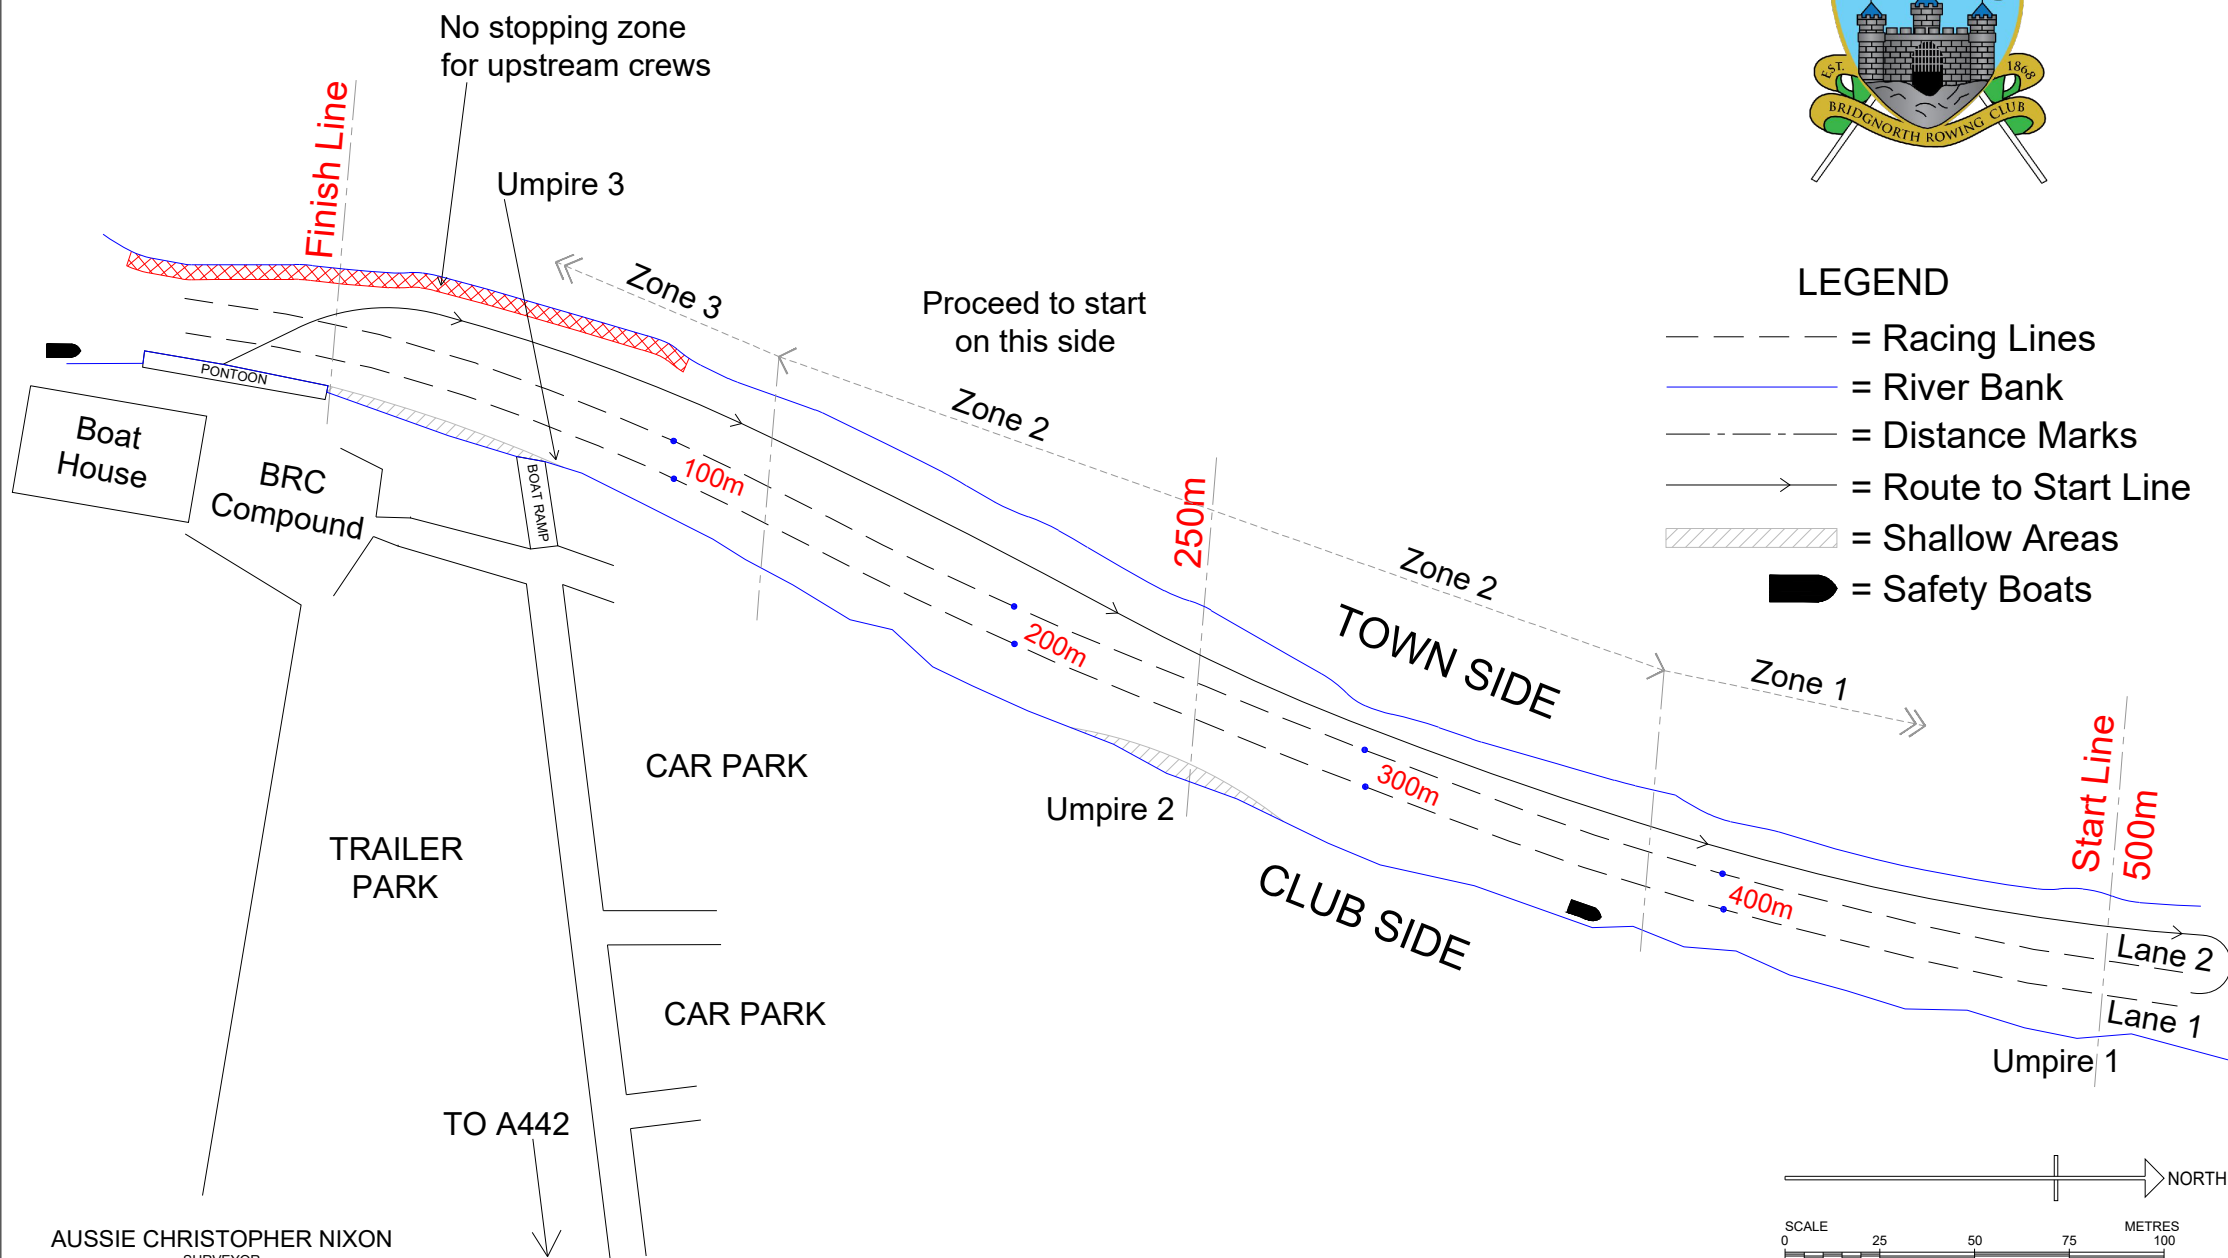 No stopping zone
for upstream crews
EST. 1868
BRIDGNORTH ROWING CLUB
Finish Line
Umpire 3
Zone 3
Proceed to start
on this side
Zone 2
LEGEND
= Racing Lines
= River Bank
= Distance Marks
= Route to Start Line
= Shallow Areas
= Safety Boats
PONTOON
Boat
House
BRC
Compound
BOAT RAMP
100m
250m
Zone 2
200m
TOWN SIDE
Zone 1
300m
Umpire 2
CLUB SIDE
400m
Start Line
500m
Lane 2
Lane 1
Umpire 1
CAR PARK
TRAILER
PARK
CAR PARK
TO A442
NORTH
AUSSIE CHRISTOPHER NIXON
SURVEYOR
SCALE METRES
0 25 50 75 100